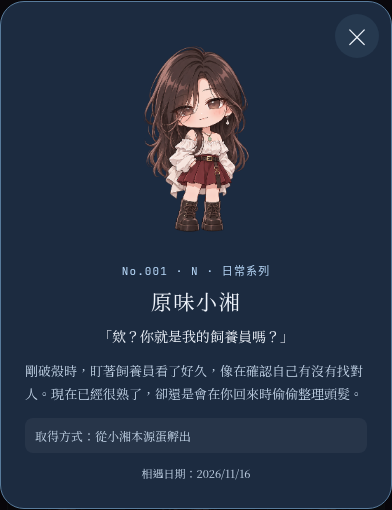 No.001 · N · 日常系列
原味小湘
「欸？你就是我的飼養員嗎？」
剛破殼時，盯著飼養員看了好久，像在確認自己有沒有找對
人。現在已經很熟了，卻還是會在你回來時偷偷整理頭髮。
取得方式：從小湘本源蛋孵出
相遇日期：2026/11/16